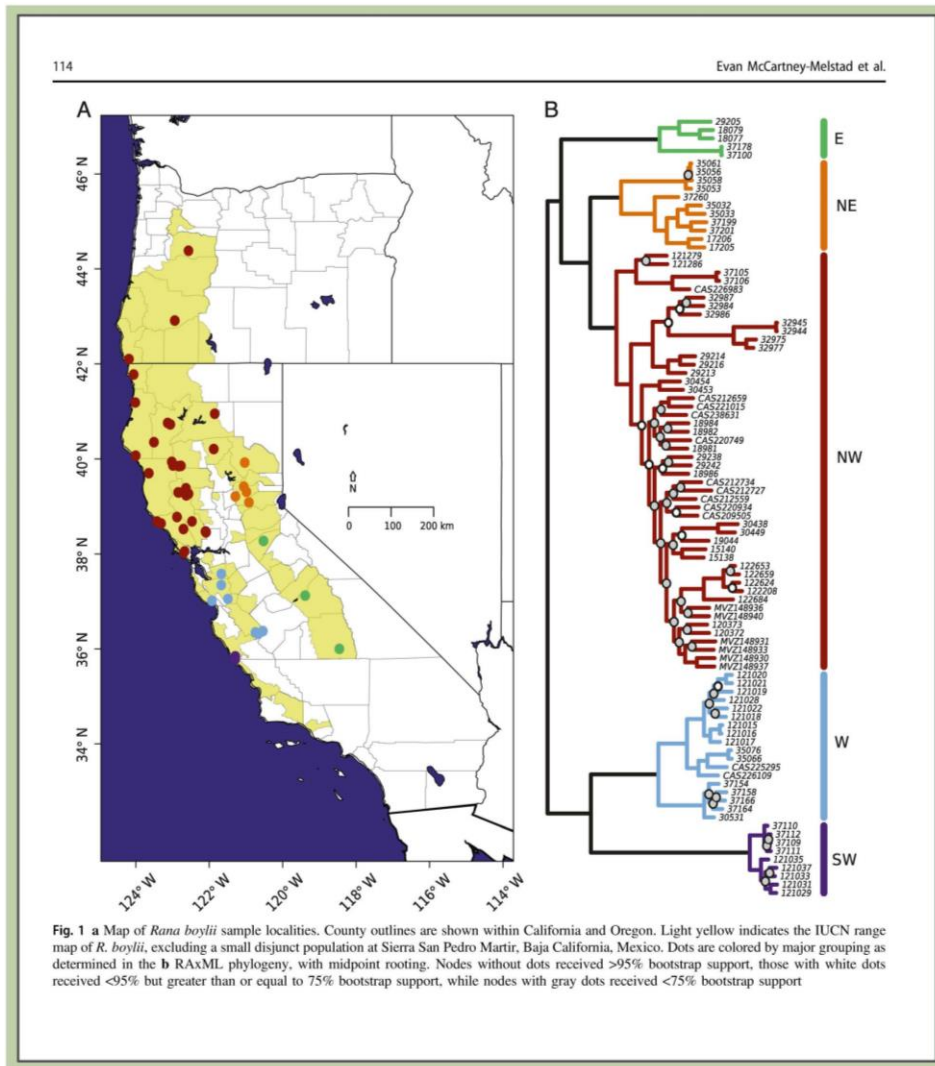 114
Evan McCartney-Melstad et al.
A
46° N
44° N
42° N
40° N
38° N
36° N
34° N
N
0 100 200 km
124° W
122° W
120° W
118° W
116° W
114° W
B
29205
18079
18077
37178
37100
E
35061
35056
35058
35053
37260
35032
35033
37199
37201
17206
17205
NE
121279
121286
37105
37106
CAS226983
32987
32984
32986
32945
32944
32975
32977
29214
29216
29213
30454
30453
CAS212659
CAS221015
CAS238631
18984
18982
CAS220749
18981
29238
29242
18986
CAS212734
CAS212727
CAS212559
CAS220934
CAS209505
30438
30449
19044
15140
15138
122653
122659
122624
122208
122684
MVZ148936
MVZ148940
120373
120372
MVZ148931
MVZ148933
MVZ148930
MVZ148937
NW
121020
121021
121019
121028
121022
121018
121015
121016
121017
35076
35066
CAS225295
CAS226109
37154
37158
37166
37164
30531
W
37110
37112
37109
37111
121035
121037
121033
121031
121029
SW
Fig. 1 a Map of Rana boylii sample localities. County outlines are shown within California and Oregon. Light yellow indicates the IUCN range
map of R. boylii, excluding a small disjunct population at Sierra San Pedro Martir, Baja California, Mexico. Dots are colored by major grouping as
determined in the b RAxML phylogeny, with midpoint rooting. Nodes without dots received >95% bootstrap support, those with white dots
received <95% but greater than or equal to 75% bootstrap support, while nodes with gray dots received <75% bootstrap support